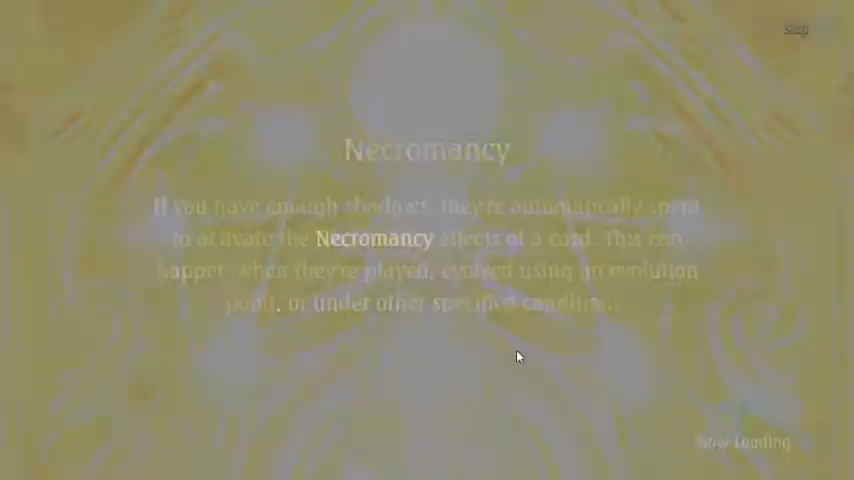 Skip
Necromancy
If you have enough shadows, they're automatically spent
to activate the Necromancy effects of a card. This can
happen when they're played, evolved using an evolution
point, or under other specified conditions.
Now Loading